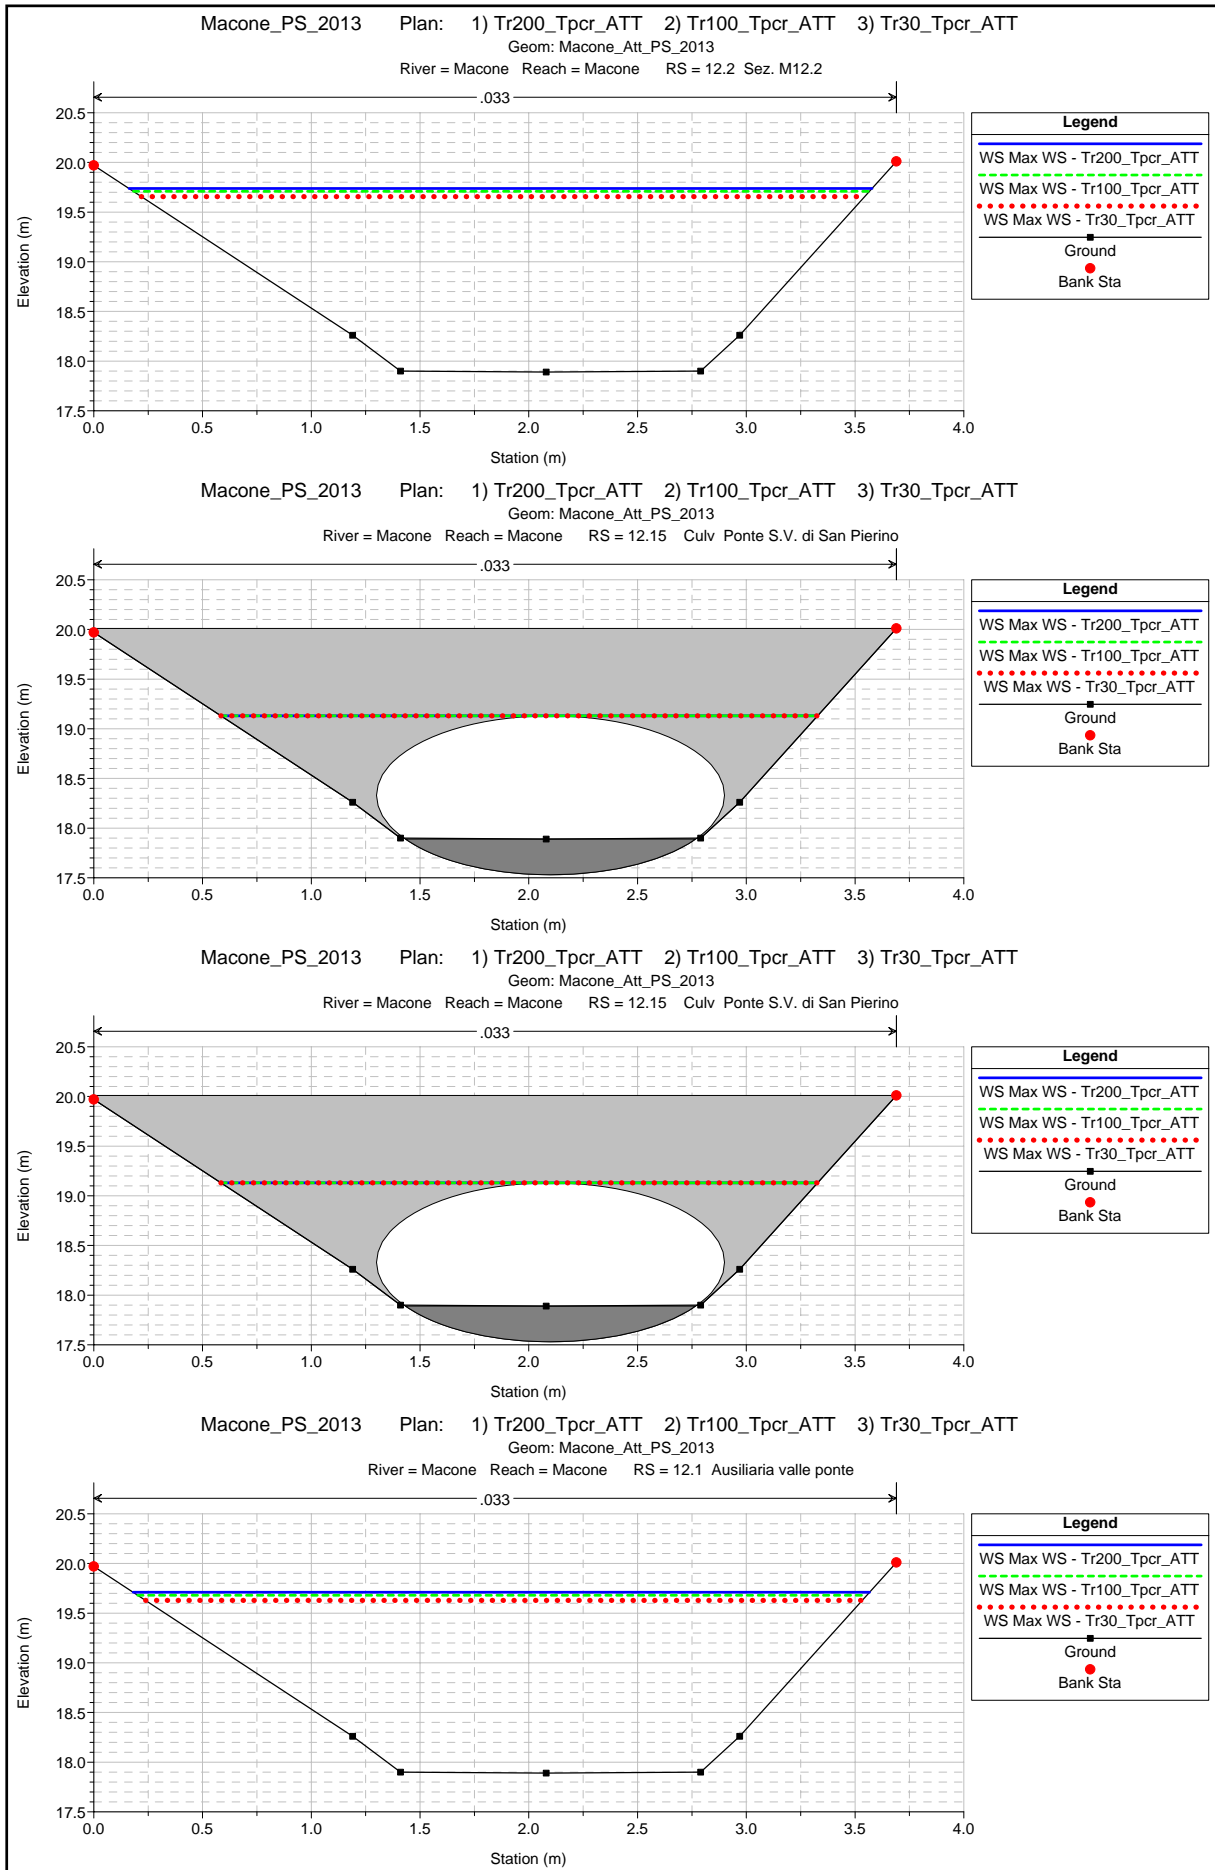 Macone_PS_2013 Plan: 1) Tr200_Tpcr_ATT 2) Tr100_Tpcr_ATT 3) Tr30_Tpcr_ATT
Geom: Macone_Att_PS_2013
River = Macone Reach = Macone RS = 12.2 Sez. M12.2
.033
20.5
20.0
19.5
19.0
18.5
18.0
17.5
Elevation (m)
0.0 0.5 1.0 1.5 2.0 2.5 3.0 3.5 4.0
Station (m)
Legend
WS Max WS - Tr200_Tpcr_ATT
WS Max WS - Tr100_Tpcr_ATT
WS Max WS - Tr30_Tpcr_ATT
Ground
Bank Sta
Macone_PS_2013 Plan: 1) Tr200_Tpcr_ATT 2) Tr100_Tpcr_ATT 3) Tr30_Tpcr_ATT
Geom: Macone_Att_PS_2013
River = Macone Reach = Macone RS = 12.15 Culv Ponte S.V. di San Pierino
.033
20.5
20.0
19.5
19.0
18.5
18.0
17.5
Elevation (m)
0.0 0.5 1.0 1.5 2.0 2.5 3.0 3.5 4.0
Station (m)
Legend
WS Max WS - Tr200_Tpcr_ATT
WS Max WS - Tr100_Tpcr_ATT
WS Max WS - Tr30_Tpcr_ATT
Ground
Bank Sta
Macone_PS_2013 Plan: 1) Tr200_Tpcr_ATT 2) Tr100_Tpcr_ATT 3) Tr30_Tpcr_ATT
Geom: Macone_Att_PS_2013
River = Macone Reach = Macone RS = 12.15 Culv Ponte S.V. di San Pierino
.033
20.5
20.0
19.5
19.0
18.5
18.0
17.5
Elevation (m)
0.0 0.5 1.0 1.5 2.0 2.5 3.0 3.5 4.0
Station (m)
Legend
WS Max WS - Tr200_Tpcr_ATT
WS Max WS - Tr100_Tpcr_ATT
WS Max WS - Tr30_Tpcr_ATT
Ground
Bank Sta
Macone_PS_2013 Plan: 1) Tr200_Tpcr_ATT 2) Tr100_Tpcr_ATT 3) Tr30_Tpcr_ATT
Geom: Macone_Att_PS_2013
River = Macone Reach = Macone RS = 12.1 Ausiliaria valle ponte
.033
20.5
20.0
19.5
19.0
18.5
18.0
17.5
Elevation (m)
0.0 0.5 1.0 1.5 2.0 2.5 3.0 3.5 4.0
Station (m)
Legend
WS Max WS - Tr200_Tpcr_ATT
WS Max WS - Tr100_Tpcr_ATT
WS Max WS - Tr30_Tpcr_ATT
Ground
Bank Sta